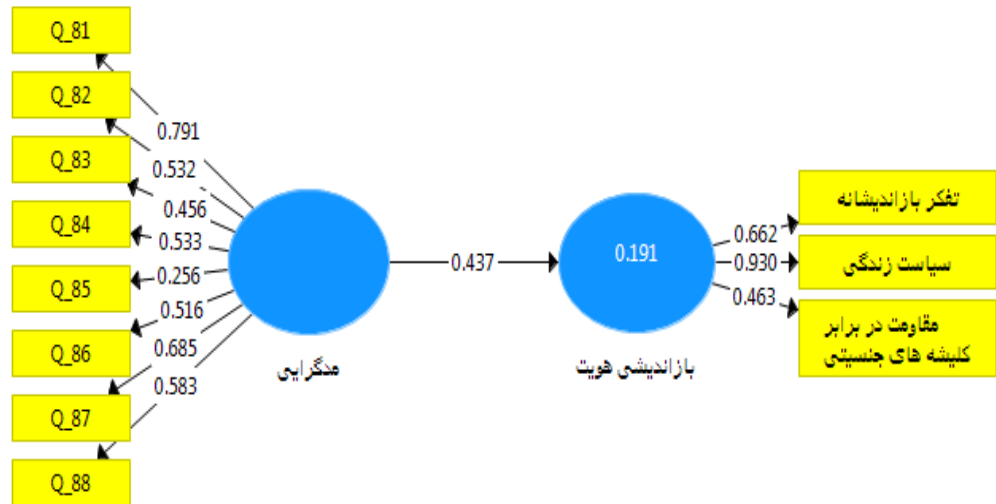 Q_81
Q_82
Q_83
Q_84
Q_85
Q_86
Q_87
Q_88
0.791
0.532
0.456
0.533
0.256
0.516
0.685
0.583
مدگرایی
0.437
0.191
بازاندیشی هویت
0.662
0.930
0.463
تفکر بازاندیشانه
سیاست زندگی
مقاومت در برابر
کلیشه های جنسیتی